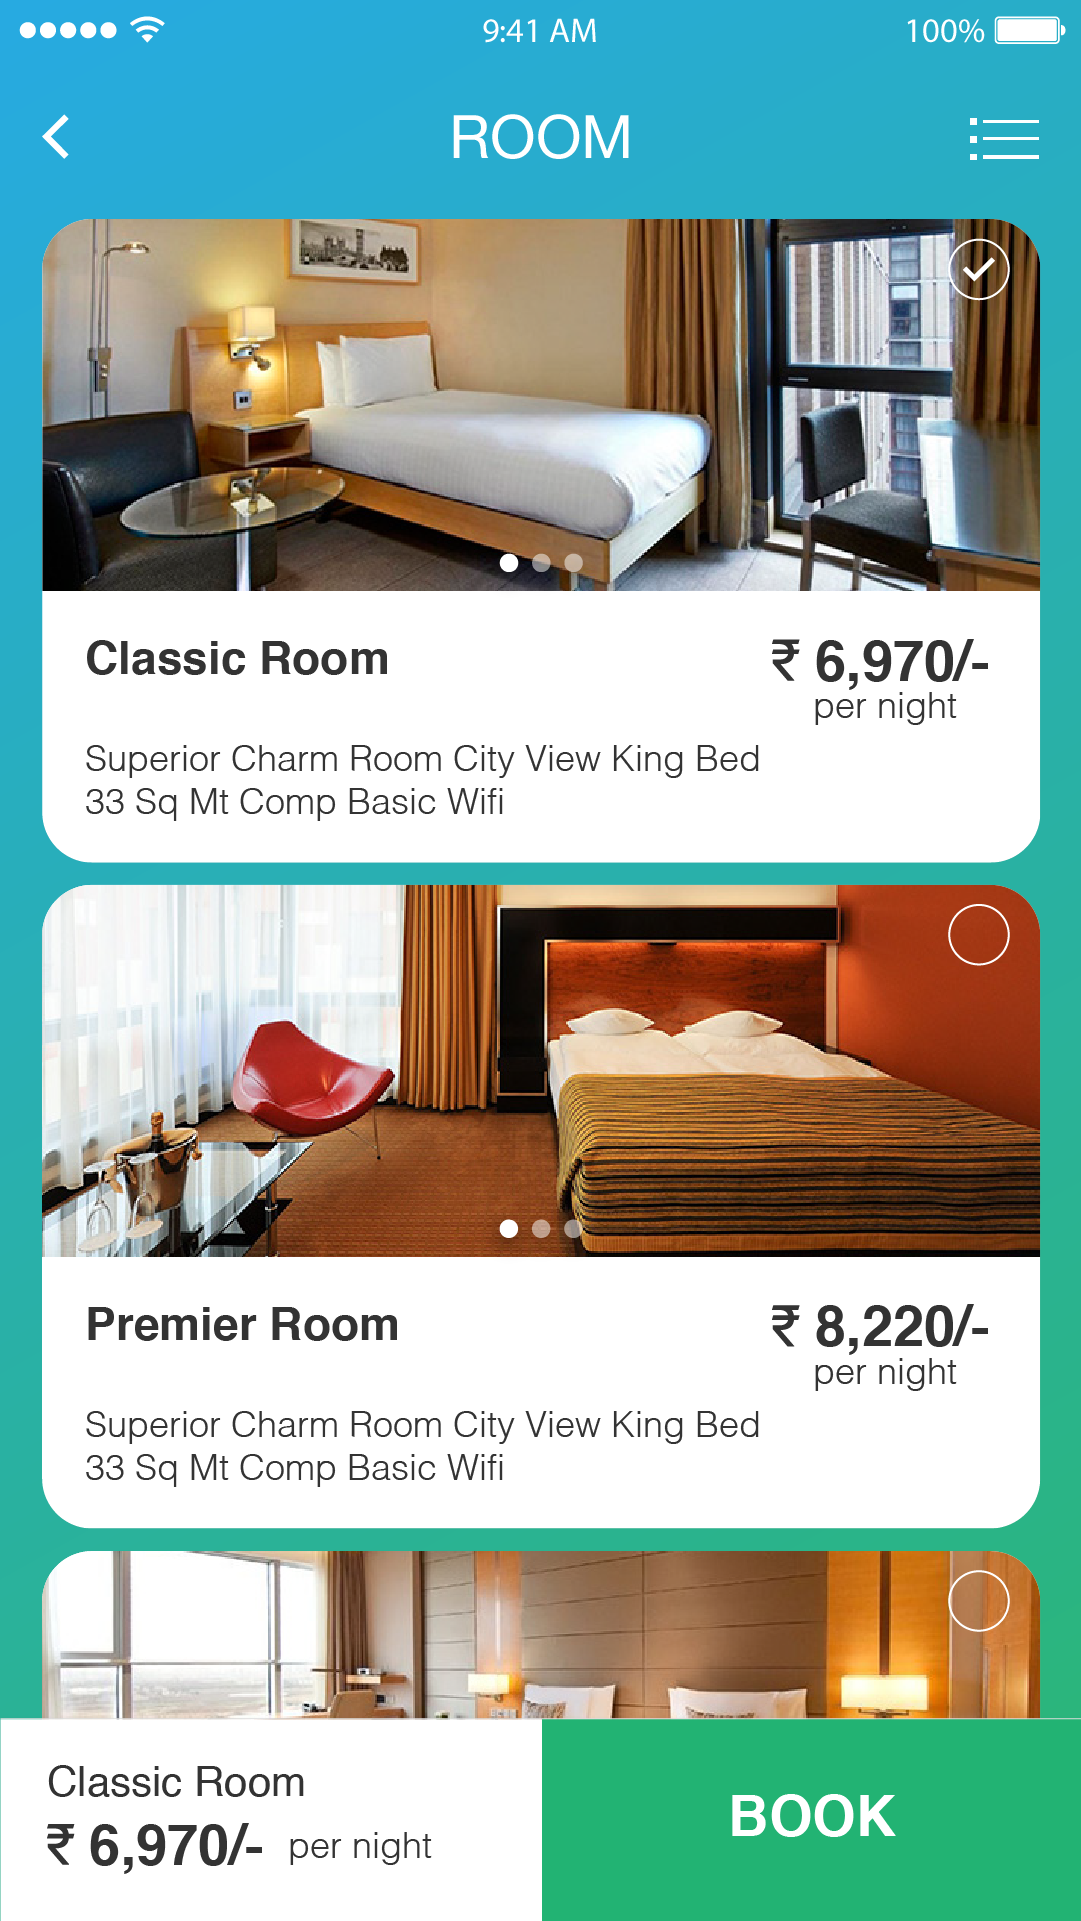 9:41 AM
100%
ROOM
Classic Room
₹ 6,970/-
per night
Superior Charm Room City View King Bed
33 Sq Mt Comp Basic Wifi
Premier Room
₹ 8,220/-
per night
Superior Charm Room City View King Bed
33 Sq Mt Comp Basic Wifi
Classic Room
₹ 6,970/- per night
BOOK